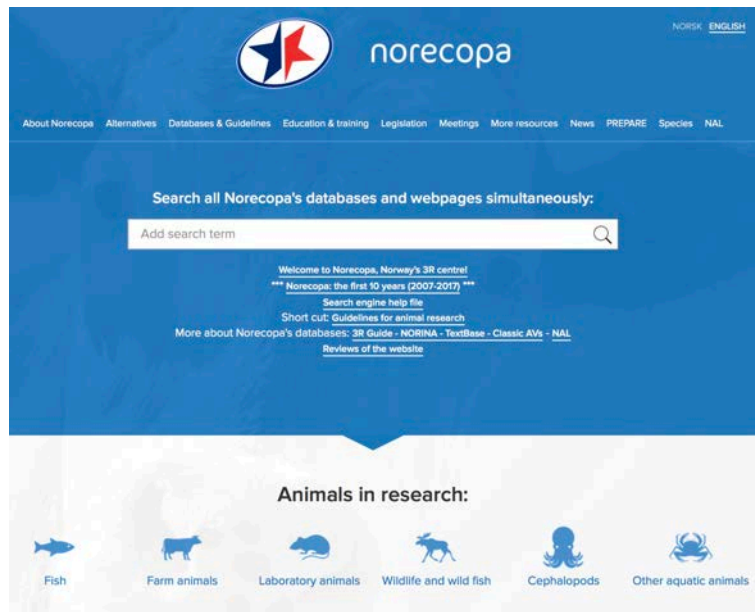 NORSK ENGLISH
norecopa
About Norecopa Alternatives Databases & Guidelines Education & training Legislation Meetings More resources News PREPARE Species NAL
Search all Norecopa's databases and webpages simultaneously:
Add search term
Welcome to Norecopa, Norway's 3R centre!
*** Norecopa: the first 10 years (2007-2017) ***
Search engine help file
Short cut: Guidelines for animal research
More about Norecopa's databases: 3R Guide - NORINA - TextBase - Classic AVs - NAL
Reviews of the website
Animals in research:
Fish Farm animals Laboratory animals Wildlife and wild fish Cephalopods Other aquatic animals